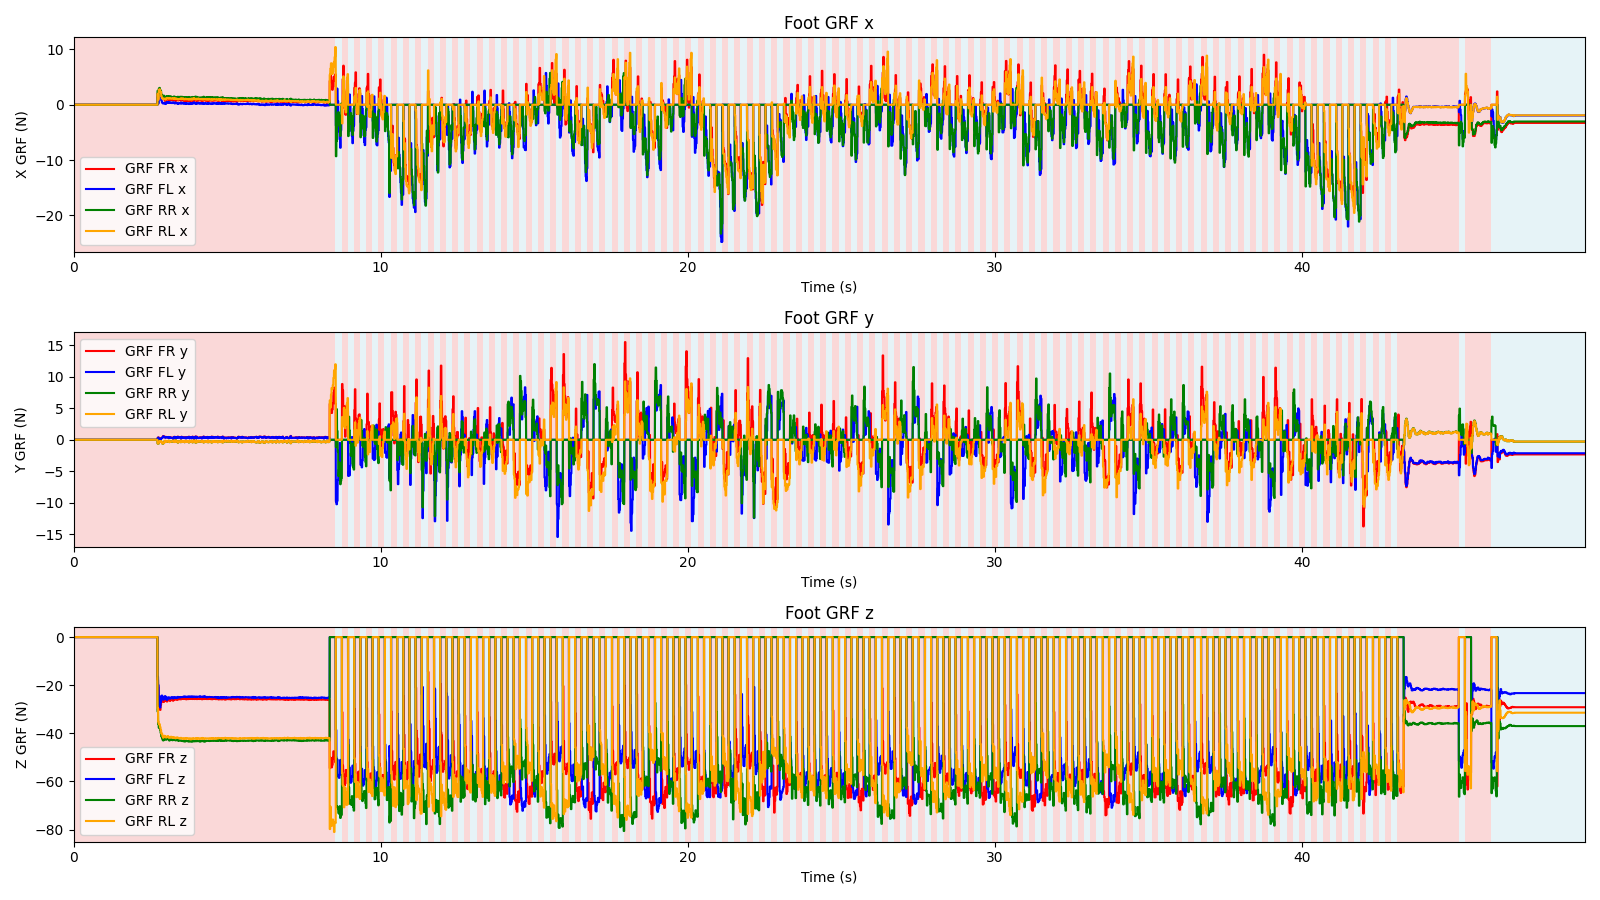 Foot GRF x
10
0
−10
−20
X GRF (N)
GRF FR x
GRF FL x
GRF RR x
GRF RL x
0 10 20 30 40
Time (s)
Foot GRF y
15
10
5
0
−5
−10
−15
Y GRF (N)
GRF FR y
GRF FL y
GRF RR y
GRF RL y
0 10 20 30 40
Time (s)
Foot GRF z
0
−20
−40
−60
−80
Z GRF (N)
GRF FR z
GRF FL z
GRF RR z
GRF RL z
0 10 20 30 40
Time (s)